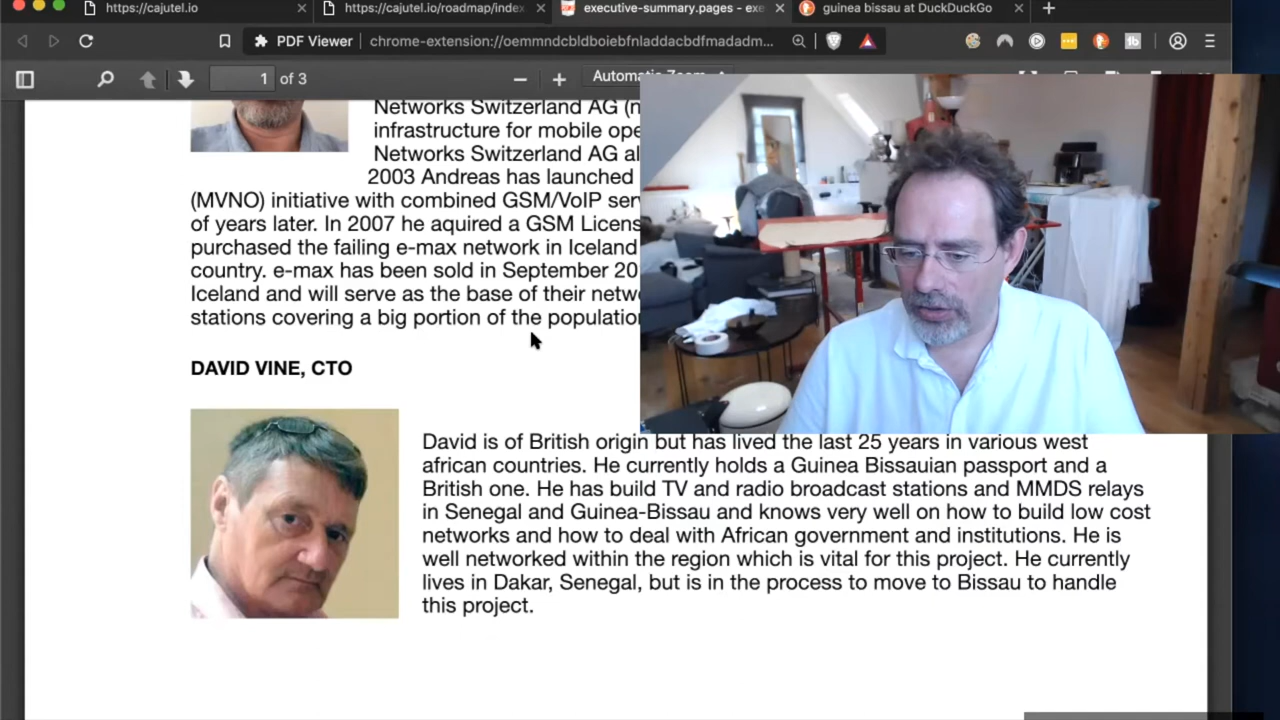 https://cajutel.io
https://cajutel.io/roadmap/index
executive-summary.pages - exe
guinea bissau at DuckDuckGo
PDF Viewer
chrome-extension://oemmndcbldboiebfnladdacbdfmadadm...
1 of 3
Automatic Zoom
Networks Switzerland AG (n
infrastructure for mobile ope
Networks Switzerland AG al
2003 Andreas has launched
(MVNO) initiative with combined GSM/VoIP serv
of years later. In 2007 he aquired a GSM Licens
purchased the failing e-max network in Iceland
country. e-max has been sold in September 20
Iceland and will serve as the base of their netwo
stations covering a big portion of the population
DAVID VINE, CTO
David is of British origin but has lived the last 25 years in various west
african countries. He currently holds a Guinea Bissauian passport and a
British one. He has build TV and radio broadcast stations and MMDS relays
in Senegal and Guinea-Bissau and knows very well on how to build low cost
networks and how to deal with African government and institutions. He is
well networked within the region which is vital for this project. He currently
lives in Dakar, Senegal, but is in the process to move to Bissau to handle
this project.